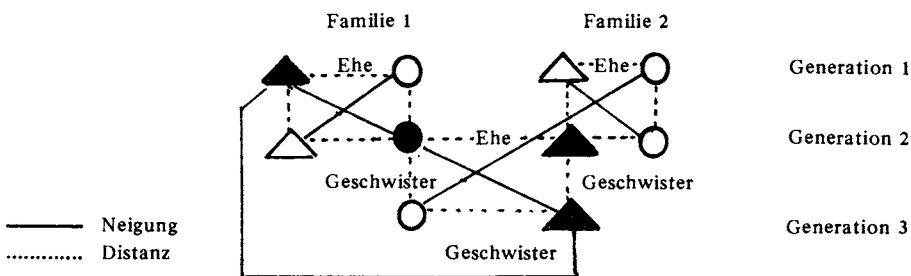 Familie 1 Familie 2
Ehe Ehe Generation 1
Ehe Generation 2
Geschwister Geschwister
Neigung Generation 3
Distanz Geschwister